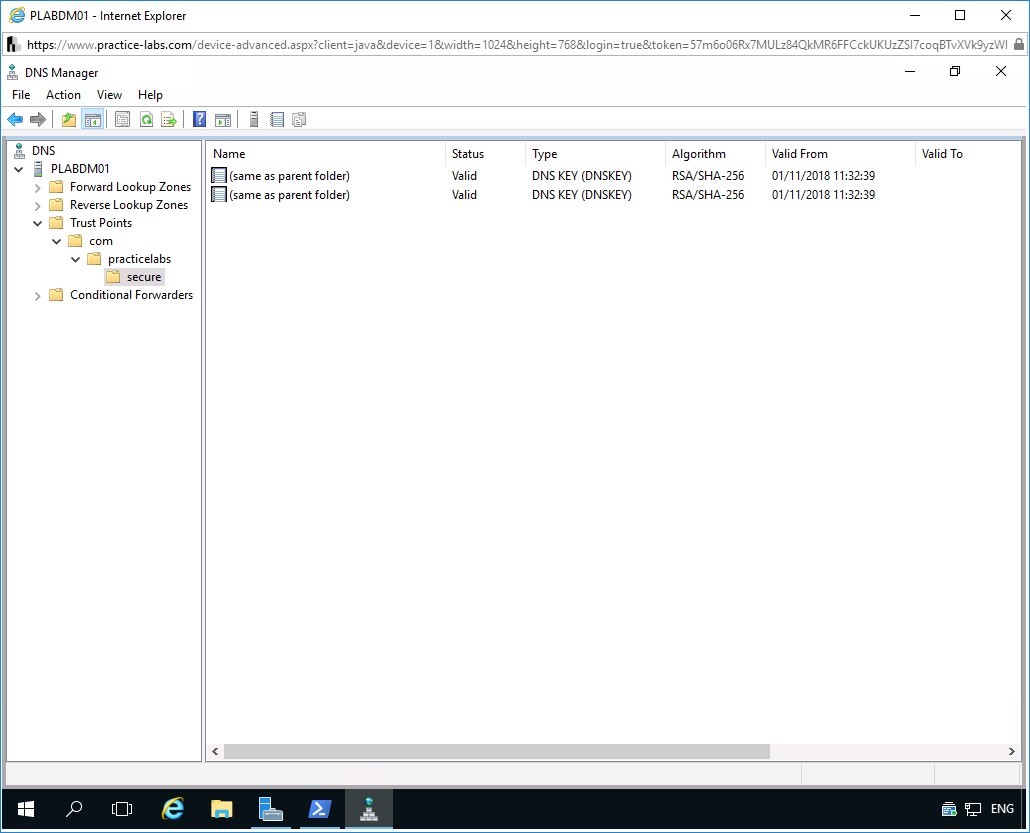 PLABDM01 - Internet Explorer
https://www.practice-labs.com/device-advanced.aspx?client=java&device=1&width=1024&height=768&login=true&token=57m6o06Rx7MULz84QkMR6FFCckUKUzZSI7coqBTvXVk9yzWl
DNS Manager
File Action View Help
DNS
PLABDM01
Forward Lookup Zones
Reverse Lookup Zones
Trust Points
com
practicelabs
secure
Conditional Forwarders
Name Status Type Algorithm Valid From Valid To
(same as parent folder) Valid DNS KEY (DNSKEY) RSA/SHA-256 01/11/2018 11:32:39
(same as parent folder) Valid DNS KEY (DNSKEY) RSA/SHA-256 01/11/2018 11:32:39
ENG